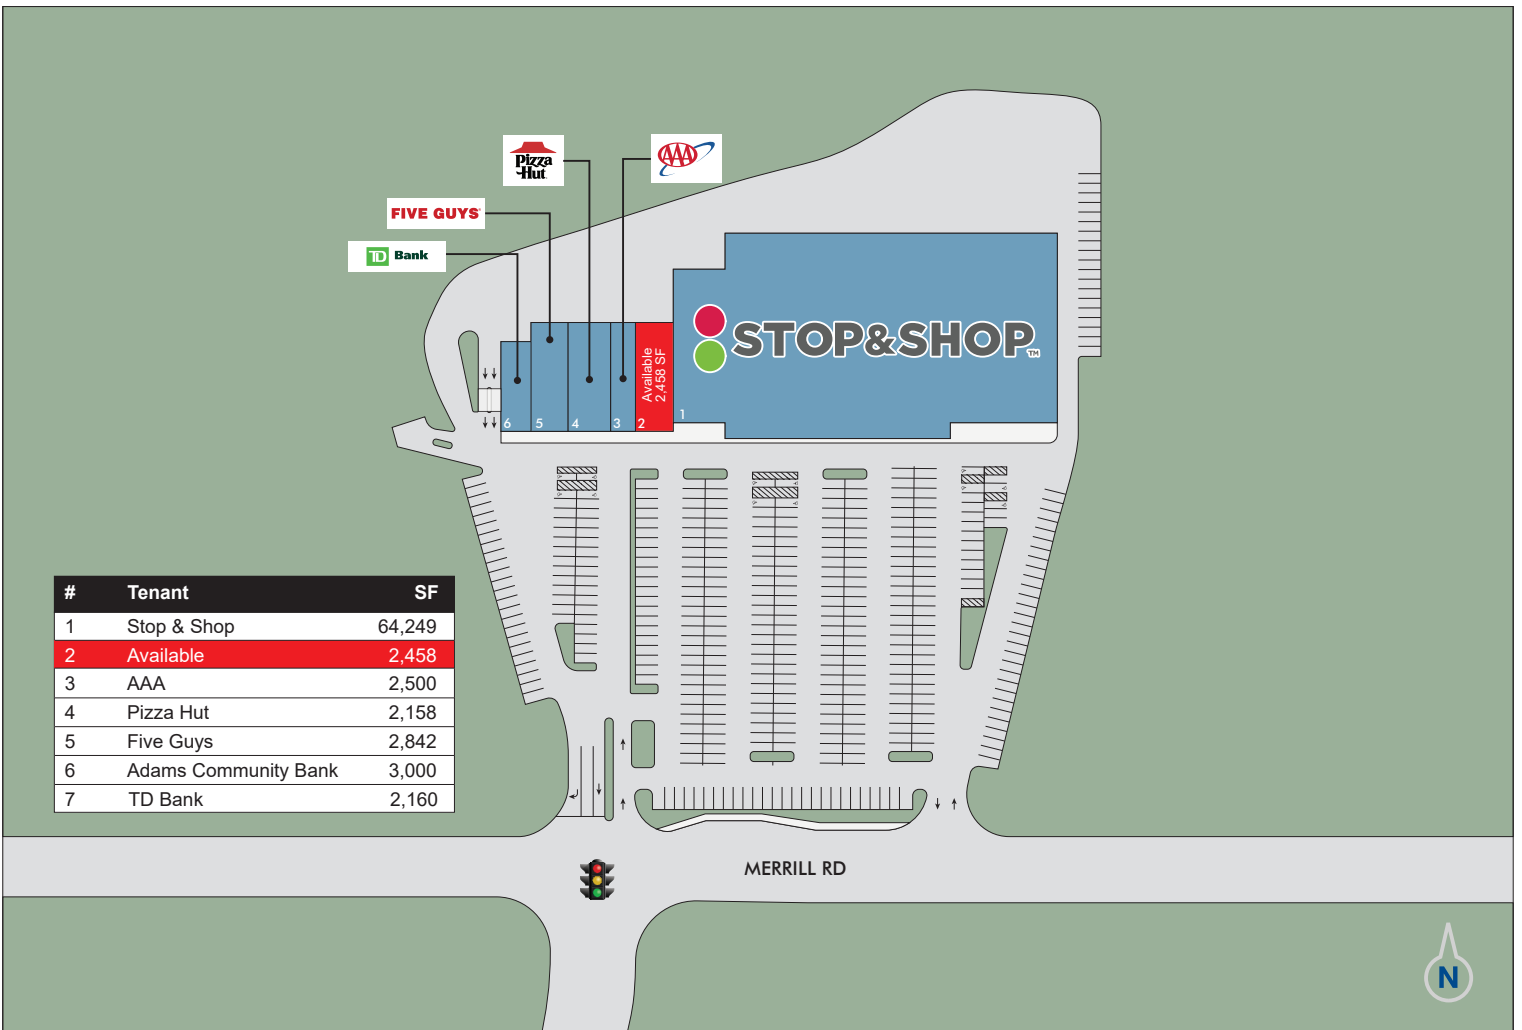 Pizza
Hut
AAA
FIVE GUYS
TD Bank
STOP&SHOP™
Available
2,458 SF
6
5
4
3
2
1
# Tenant SF
1 Stop & Shop 64,249
2 Available 2,458
3 AAA 2,500
4 Pizza Hut 2,158
5 Five Guys 2,842
6 Adams Community Bank 3,000
7 TD Bank 2,160
MERRILL RD
N